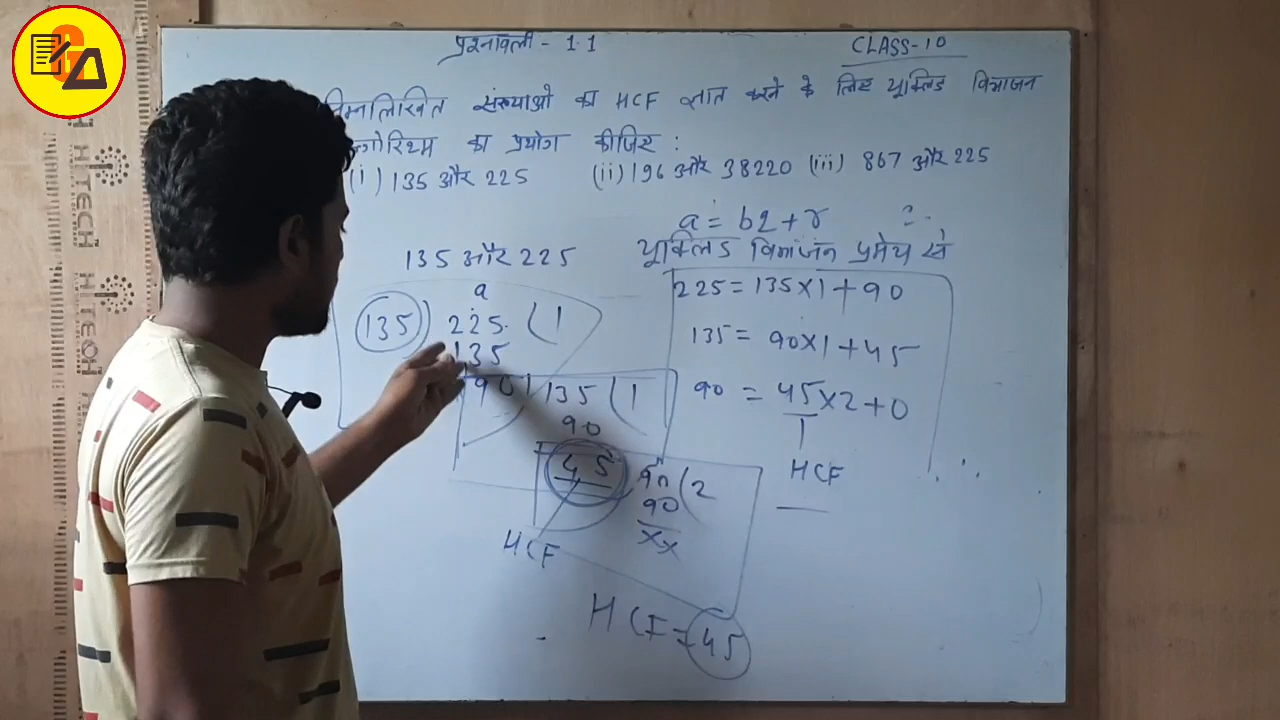 प्रश्नावली - 1.1
CLASS-10
निम्नलिखित संख्याओं का HCF ज्ञात करने के लिए यूक्लिड विभाजन
गोरिथ्म का प्रयोग कीजिए :
(i) 135 और 225 (ii) 196 और 38220 (iii) 867 और 225
a = bq + r
135 और 225
यूक्लिड विभाजन प्रमेय से
a
135) 225 (1
135
90) 135 (1
90
45) 90 (2
90
xx
HCF
HCF = 45
225 = 135×1 + 90
135 = 90×1 + 45
90 = 45×2 + 0
HCF
HITECH
HITECH